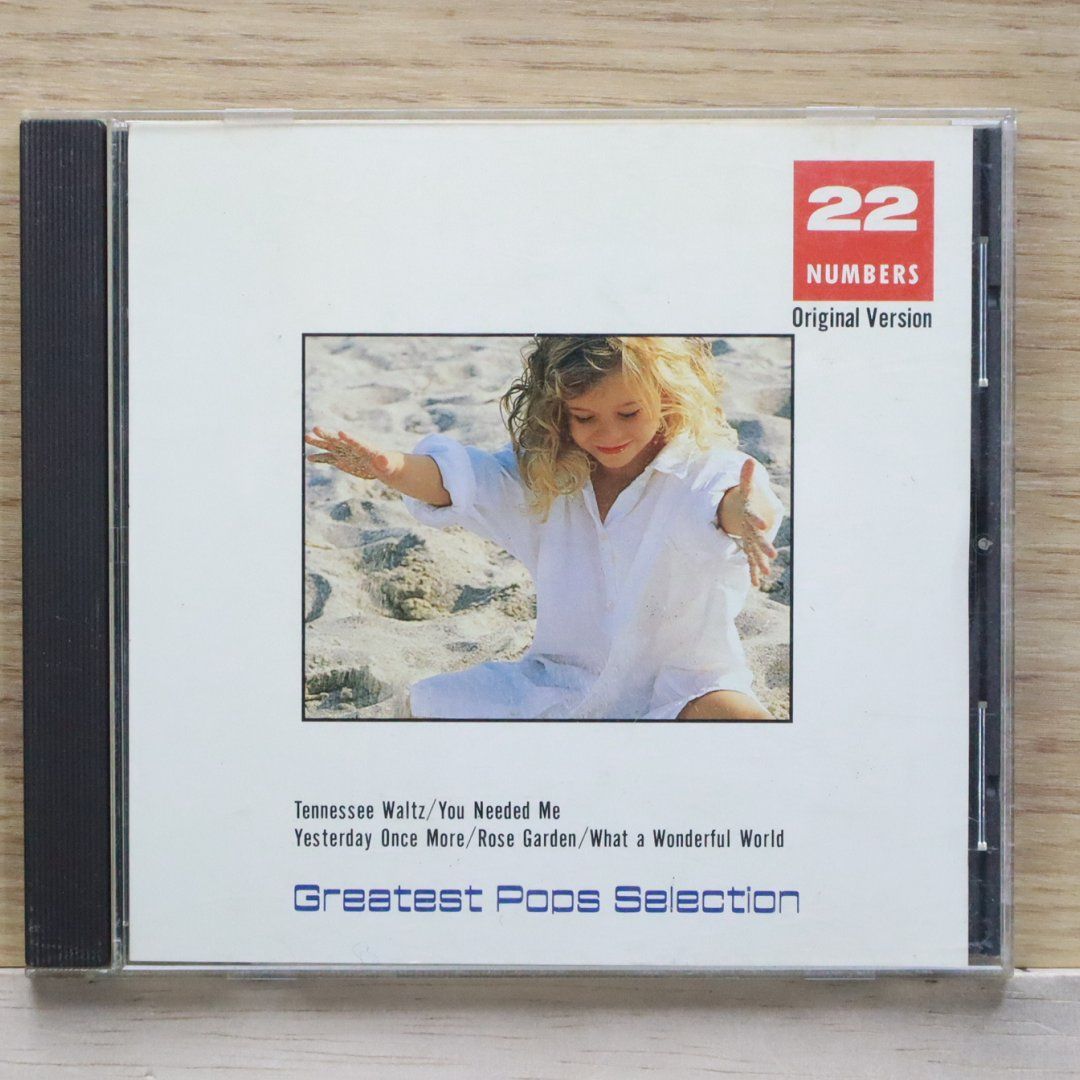 22
NUMBERS
Original Version
Tennessee Waltz/You Needed Me
Yesterday Once More/Rose Garden/What a Wonderful World
Greatest Pops Selection